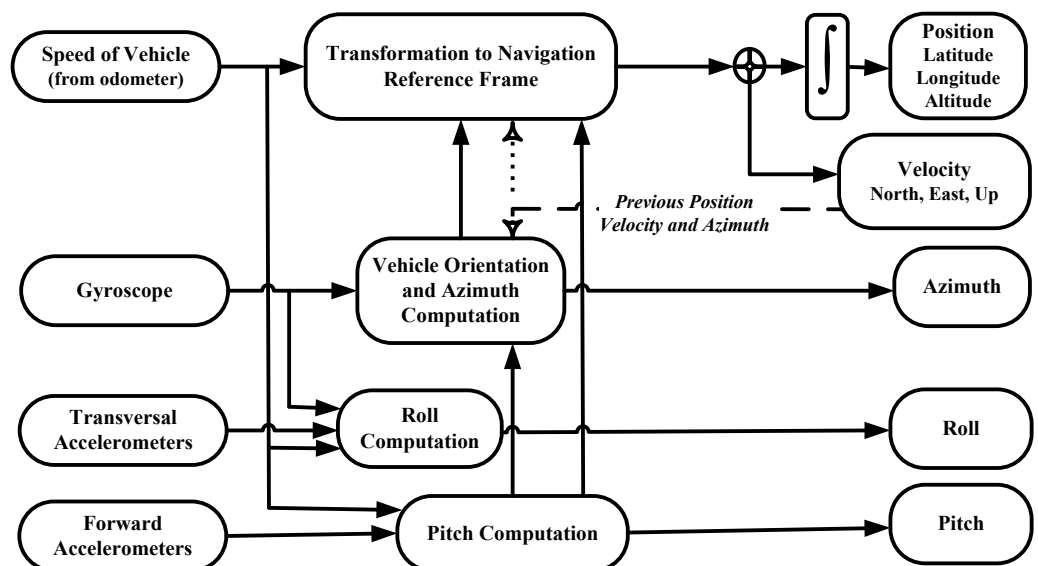 Speed of Vehicle
(from odometer)
Transformation to Navigation
Reference Frame
∫
Position
Latitude
Longitude
Altitude
Velocity
North, East, Up
Previous Position
Velocity and Azimuth
Gyroscope
Vehicle Orientation
and Azimuth
Computation
Azimuth
Transversal
Accelerometers
Roll
Computation
Roll
Forward
Accelerometers
Pitch Computation
Pitch